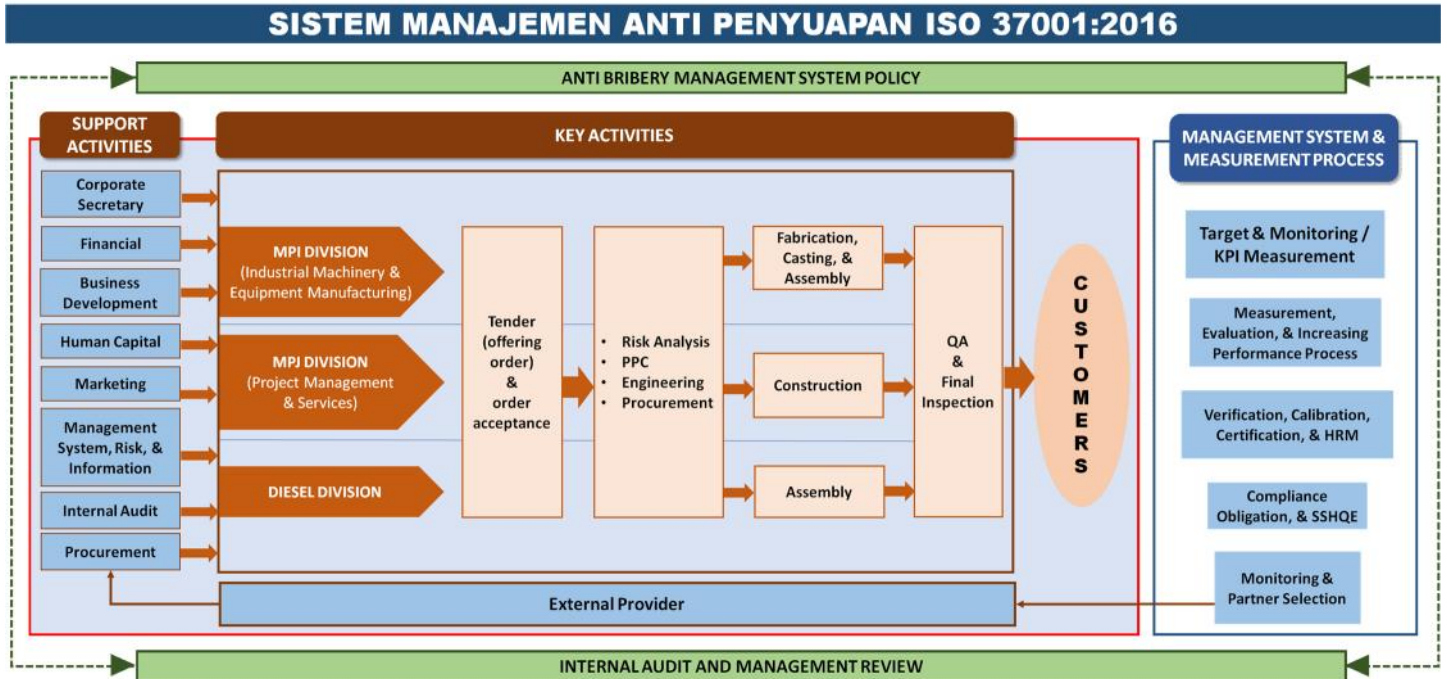 SISTEM MANAJEMEN ANTI PENYUAPAN ISO 37001:2016
ANTI BRIBERY MANAGEMENT SYSTEM POLICY
SUPPORT
ACTIVITIES
Corporate
Secretary
Financial
Business
Development
Human Capital
Marketing
Management
System, Risk, &
Information
Internal Audit
Procurement
KEY ACTIVITIES
MPI DIVISION
(Industrial Machinery &
Equipment Manufacturing)
MPJ DIVISION
(Project Management
& Services)
DIESEL DIVISION
Tender
(offering
order)
&
order
acceptance
• Risk Analysis
• PPC
• Engineering
• Procurement
Fabrication,
Casting, &
Assembly
Construction
Assembly
QA
&
Final
Inspection
CUSTOMERS
External Provider
MANAGEMENT SYSTEM &
MEASUREMENT PROCESS
Target & Monitoring /
KPI Measurement
Measurement,
Evaluation, & Increasing
Performance Process
Verification, Calibration,
Certification, & HRM
Compliance
Obligation, & SSHQE
Monitoring &
Partner Selection
INTERNAL AUDIT AND MANAGEMENT REVIEW